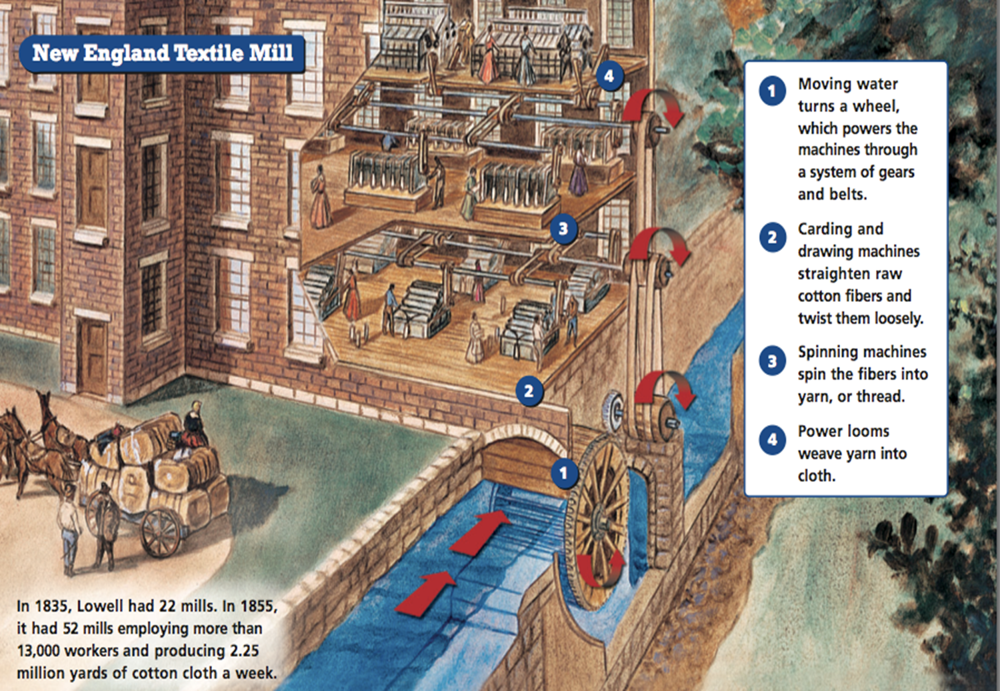 New England Textile Mill
4
3
2
1
1 Moving water
turns a wheel,
which powers the
machines through
a system of gears
and belts.
2 Carding and
drawing machines
straighten raw
cotton fibers and
twist them loosely.
3 Spinning machines
spin the fibers into
yarn, or thread.
4 Power looms
weave yarn into
cloth.
In 1835, Lowell had 22 mills. In 1855,
it had 52 mills employing more than
13,000 workers and producing 2.25
million yards of cotton cloth a week.